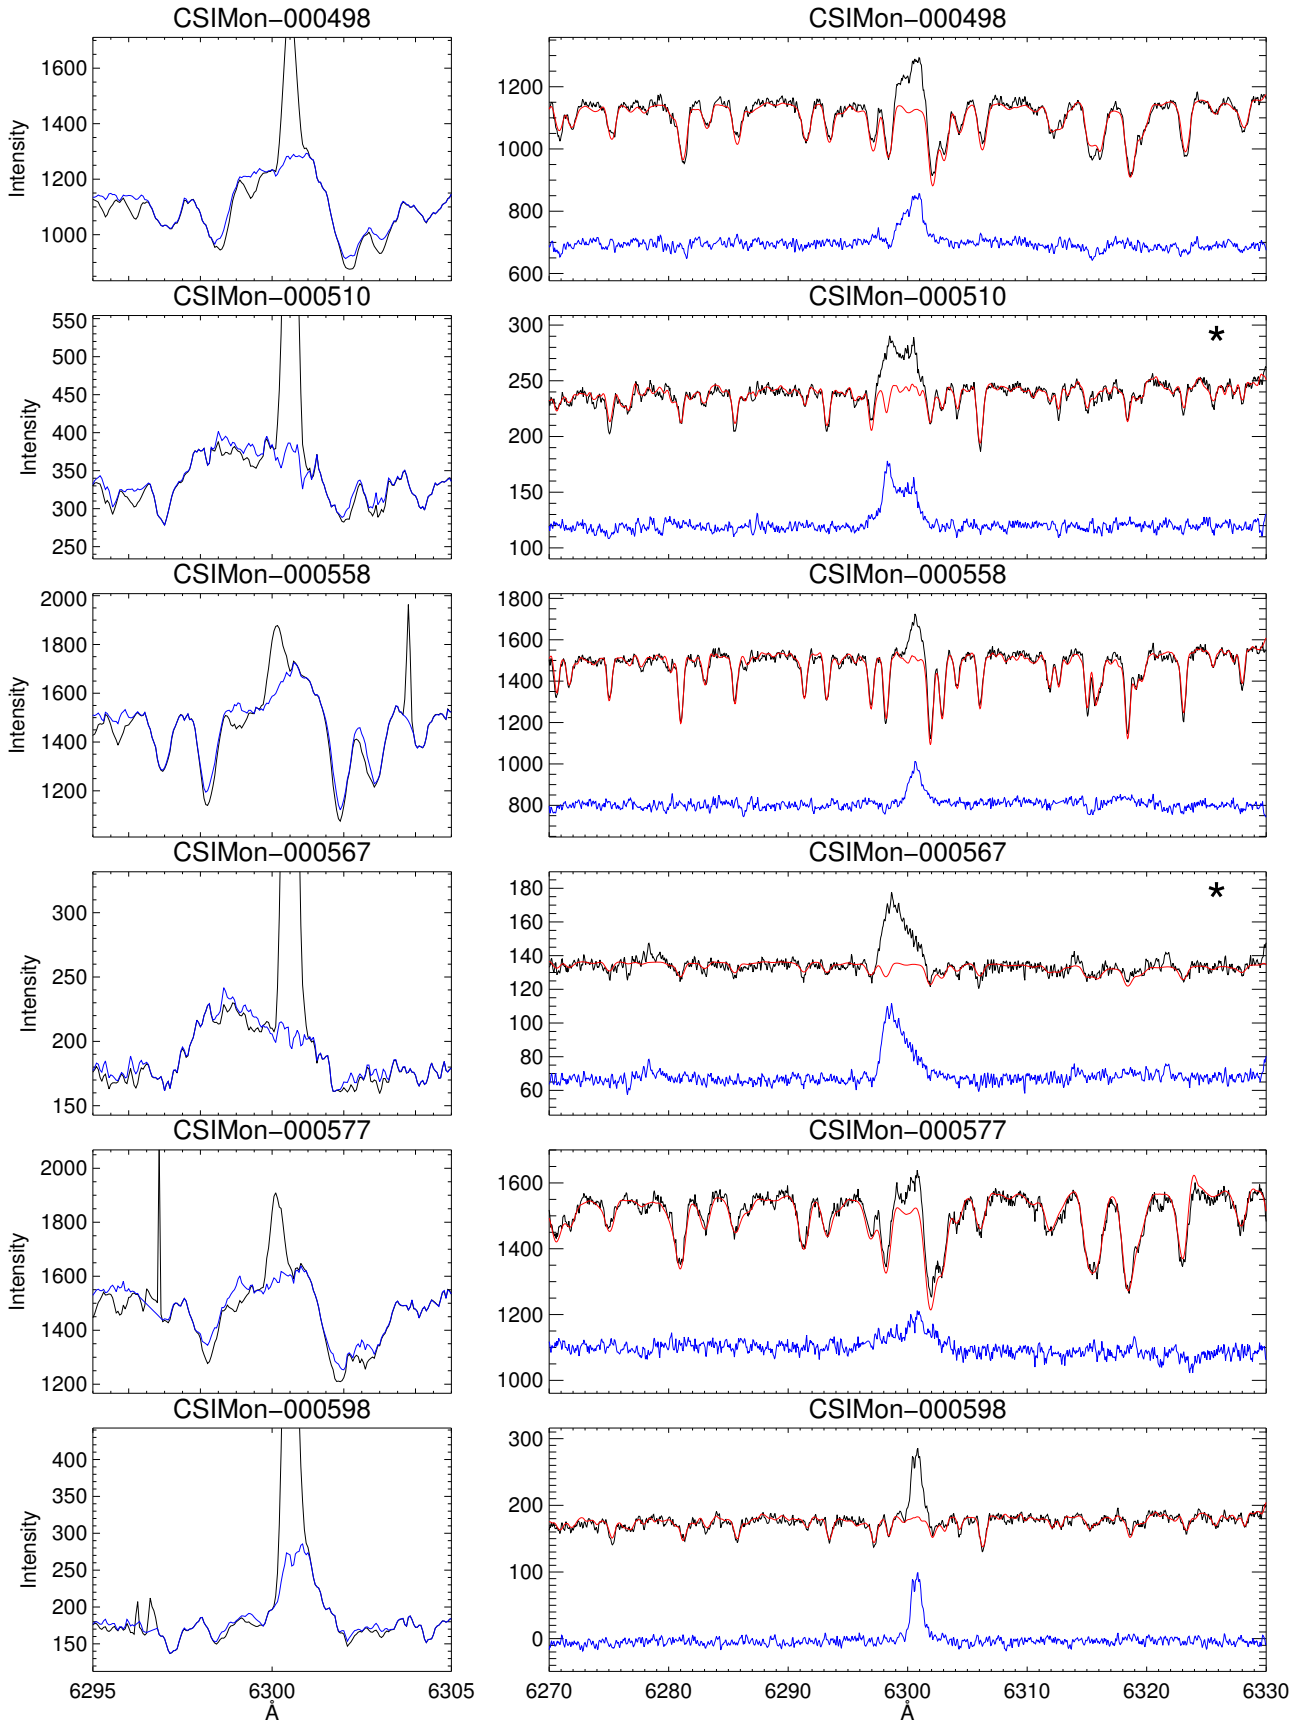 CSIMon−000498
CSIMon−000498
Intensity
1600
1400
1200
1000
1200
1000
800
600
CSIMon−000510
CSIMon−000510
Intensity
550
500
450
400
350
300
250
300
250
200
150
100
*
CSIMon−000558
CSIMon−000558
Intensity
2000
1800
1600
1400
1200
1800
1600
1400
1200
1000
800
CSIMon−000567
CSIMon−000567
Intensity
300
250
200
150
180
160
140
120
100
80
60
*
CSIMon−000577
CSIMon−000577
Intensity
2000
1800
1600
1400
1200
1600
1400
1200
1000
CSIMon−000598
CSIMon−000598
Intensity
400
350
300
250
200
150
300
200
100
0
6295 6300 6305
Å
6270 6280 6290 6300 6310 6320 6330
Å